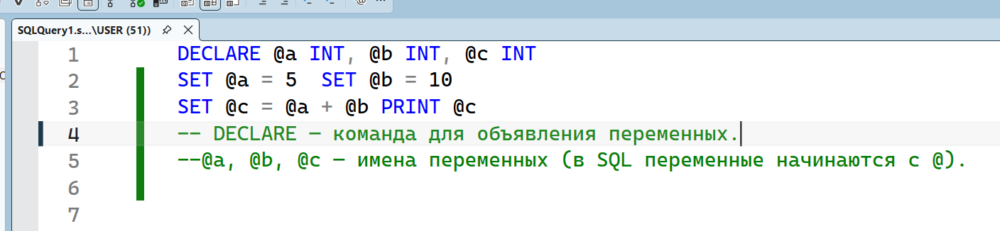 SQLQuery1.s...\USER (51))
1 DECLARE @a INT, @b INT, @c INT
2 SET @a = 5  SET @b = 10
3 SET @c = @a + @b PRINT @c
4 -- DECLARE — команда для объявления переменных.
5 --@a, @b, @c — имена переменных (в SQL переменные начинаются с @).
6
7